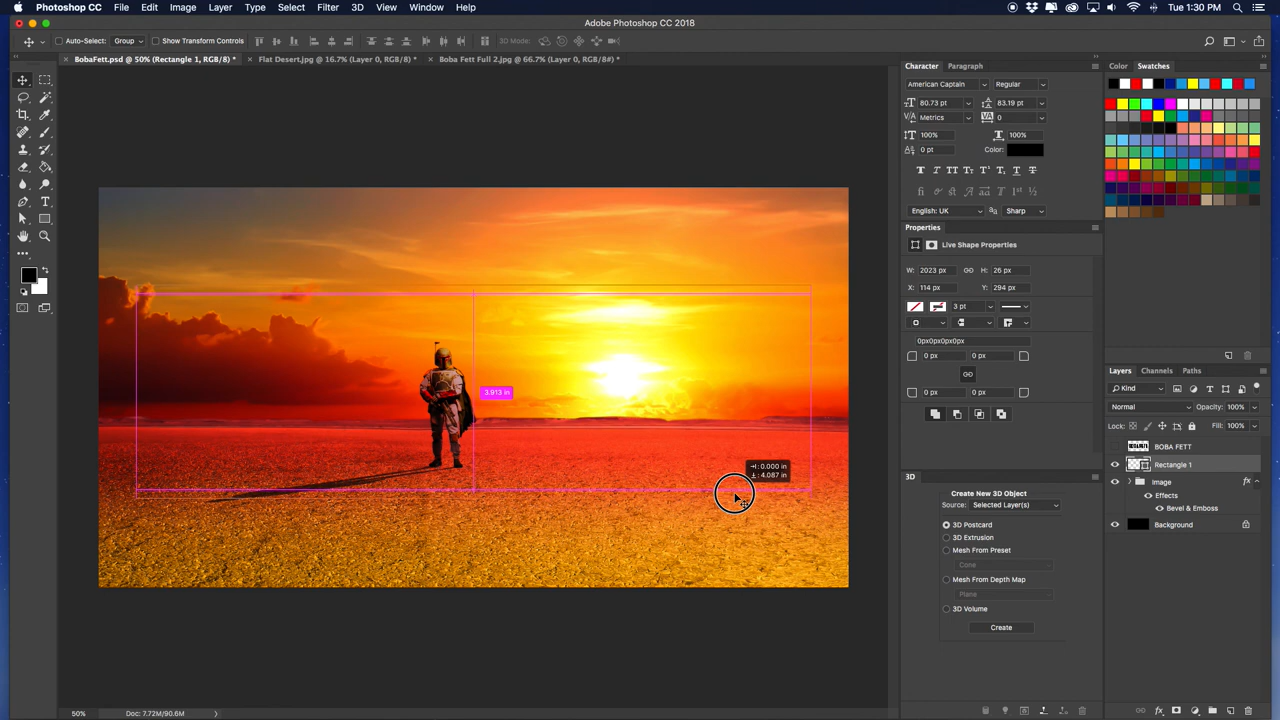 Photoshop CC File Edit Image Layer Type Select Filter 3D View Window Help Tue 1:30 PM
Adobe Photoshop CC 2018
Auto-Select: Group Show Transform Controls 3D Mode:
BobaFett.psd @ 50% (Rectangle 1, RGB/8) * Flat Desert.jpg @ 16.7% (Layer 0, RGB/8) * Boba Fett Full 2.jpg @ 66.7% (Layer 0, RGB/8#) *
Character Paragraph
American Captain Regular
80.73 pt 83.19 pt
Metrics 0
100% 100%
0 pt Color:
English: UK Sharp
Properties
Live Shape Properties
W: 2023 px H: 26 px
X: 114 px Y: 294 px
3 pt
0px0px0px0px
0 px 0 px
0 px 0 px
3D
Create New 3D Object
Source: Selected Layer(s)
3D Postcard
3D Extrusion
Mesh From Preset
Cone
Mesh From Depth Map
Plane
3D Volume
Create
Color Swatches
Layers Channels Paths
Kind
Normal Opacity: 100%
Lock: Fill: 100%
BOBA FETT
Rectangle 1
Image fx
Effects
Bevel & Emboss
Background
3.913 in
: 0.000 in
: 4.087 in
50% Doc: 7.72M/90.6M